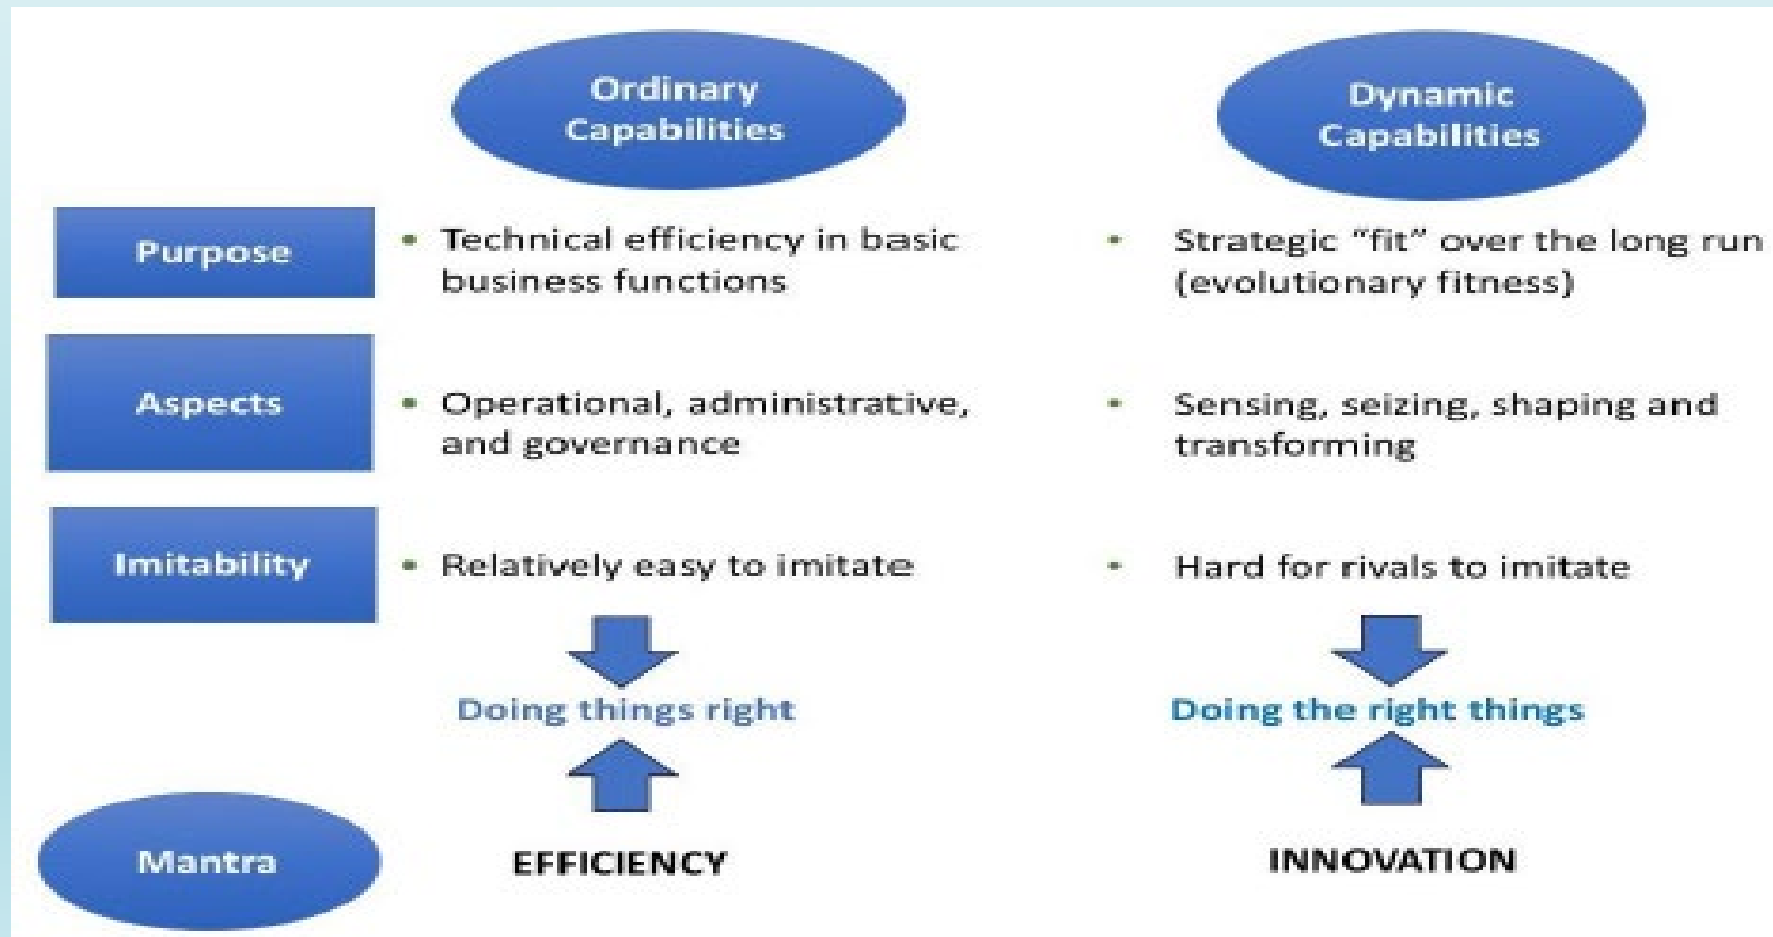 Ordinary
Capabilities
Dynamic
Capabilities
Purpose
• Technical efficiency in basic
business functions
• Strategic “fit” over the long run
(evolutionary fitness)
Aspects
• Operational, administrative,
and governance
• Sensing, seizing, shaping and
transforming
Imitability
• Relatively easy to imitate
• Hard for rivals to imitate
Doing things right
Doing the right things
Mantra
EFFICIENCY
INNOVATION